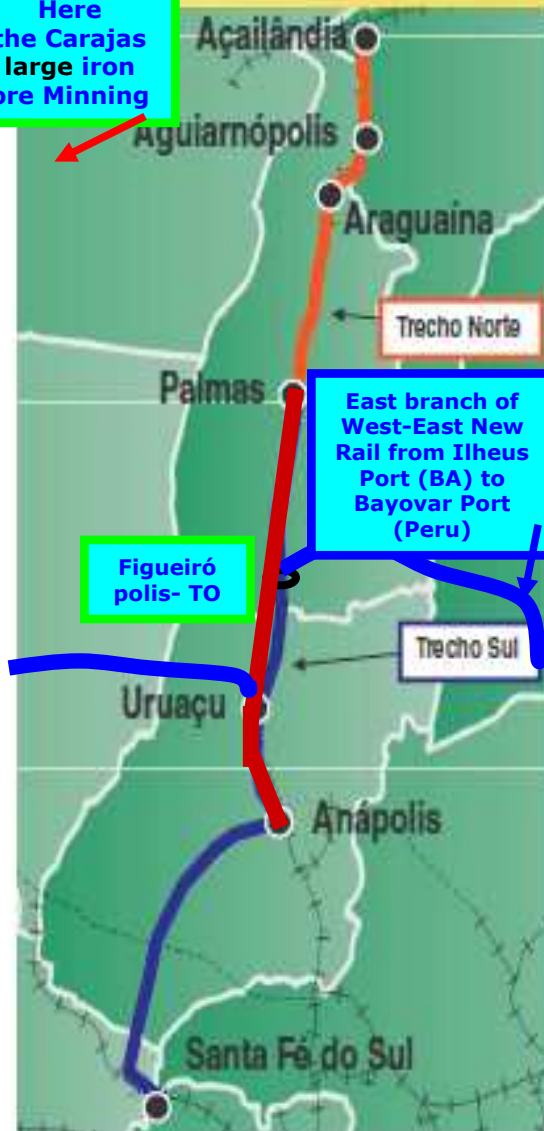 Here
the Carajas
large iron
ore Minning
Açailândia
Aguiarnópolis
Araguaina
Trecho Norte
Palmas
East branch of
West-East New
Rail from Ilheus
Port (BA) to
Bayovar Port
(Peru)
Figueiró
polis- TO
Trecho Sul
Uruaçu
Anápolis
Santa Fé do Sul